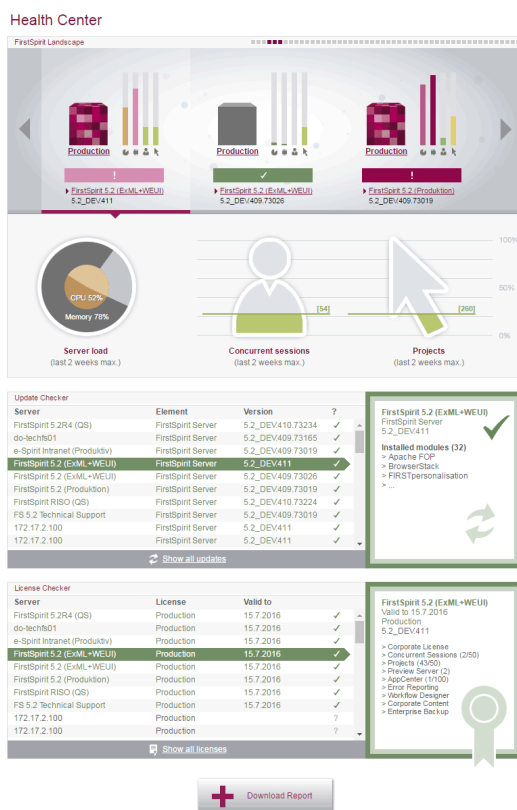 Health Center
FirstSpirit Landscape
Production
Production
Production
!
✓
!
FirstSpirit 5.2 (ExML+WEUI)
5.2_DEV.411
FirstSpirit 5.2 (ExML+WEUI)
5.2_DEV.409.73026
FirstSpirit 5.2 (Produktion)
5.2_DEV.409.73019
100%
50%
0%
CPU 52%
Memory 78%
[54]
[260]
Server load
(last 2 weeks max.)
Concurrent sessions
(last 2 weeks max.)
Projects
(last 2 weeks max.)
Update Checker
Server Element Version ?
FirstSpirit 5.2R4 (QS) FirstSpirit Server 5.2_DEV.410.73234 ✓
do-techfs01 FirstSpirit Server 5.2_DEV.409.73165 ✓
e-Spirit Intranet (Produktiv) FirstSpirit Server 5.2_DEV.409.73019 ✓
FirstSpirit 5.2 (ExML+WEUI) FirstSpirit Server 5.2_DEV.411 ✓
FirstSpirit 5.2 (ExML+WEUI) FirstSpirit Server 5.2_DEV.409.73026 ✓
FirstSpirit 5.2 (Produktion) FirstSpirit Server 5.2_DEV.409.73019 ✓
FirstSpirit RISO (QS) FirstSpirit Server 5.2_DEV.410.73224 ✓
FS 5.2 Technical Support FirstSpirit Server 5.2_DEV.409.73019 ✓
172.17.2.100 FirstSpirit Server 5.2_DEV.411 ✓
172.17.2.100 FirstSpirit Server 5.2_DEV.411 ✓
Show all updates
FirstSpirit 5.2 (ExML+WEUI)
FirstSpirit Server
5.2_DEV.411
Installed modules (32)
> Apache FOP
> BrowserStack
> FIRSTpersonalisation
> ...
License Checker
Server License Valid to
FirstSpirit 5.2R4 (QS) Production 15.7.2016 ✓
do-techfs01 Production 15.7.2016 ✓
e-Spirit Intranet (Produktiv) Production 15.7.2016 ✓
FirstSpirit 5.2 (ExML+WEUI) Production 15.7.2016 ✓
FirstSpirit 5.2 (ExML+WEUI) Production 15.7.2016 ✓
FirstSpirit 5.2 (Produktion) Production 15.7.2016 ✓
FirstSpirit RISO (QS) Production 15.7.2016 ✓
FS 5.2 Technical Support Production 15.7.2016 ✓
172.17.2.100 Production ?
172.17.2.100 Production ?
Show all licenses
FirstSpirit 5.2 (ExML+WEUI)
Valid to 15.7.2016
Production
5.2_DEV.411
> Corporate License
> Concurrent Sessions (2/50)
> Projects (43/50)
> Preview Server (2)
> AppCenter (1/100)
> Error Reporting
> Workflow Designer
> Corporate Content
> Enterprise Backup
Download Report